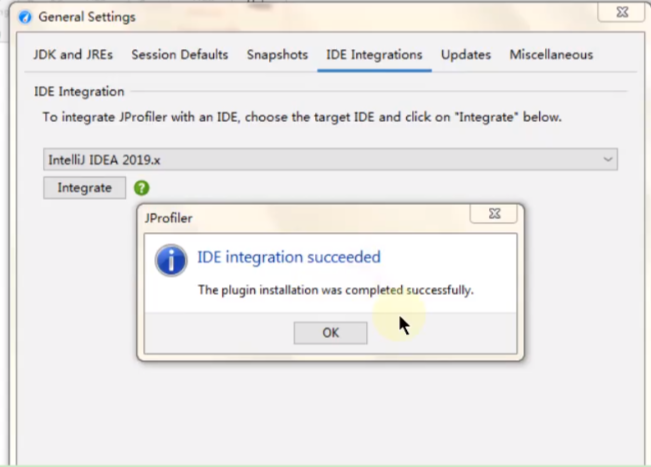 General Settings
JDK and JREs Session Defaults Snapshots IDE Integrations Updates Miscellaneous
IDE Integration
To integrate JProfiler with an IDE, choose the target IDE and click on "Integrate" below.
IntelliJ IDEA 2019.x
Integrate ?
JProfiler
IDE integration succeeded
The plugin installation was completed successfully.
OK